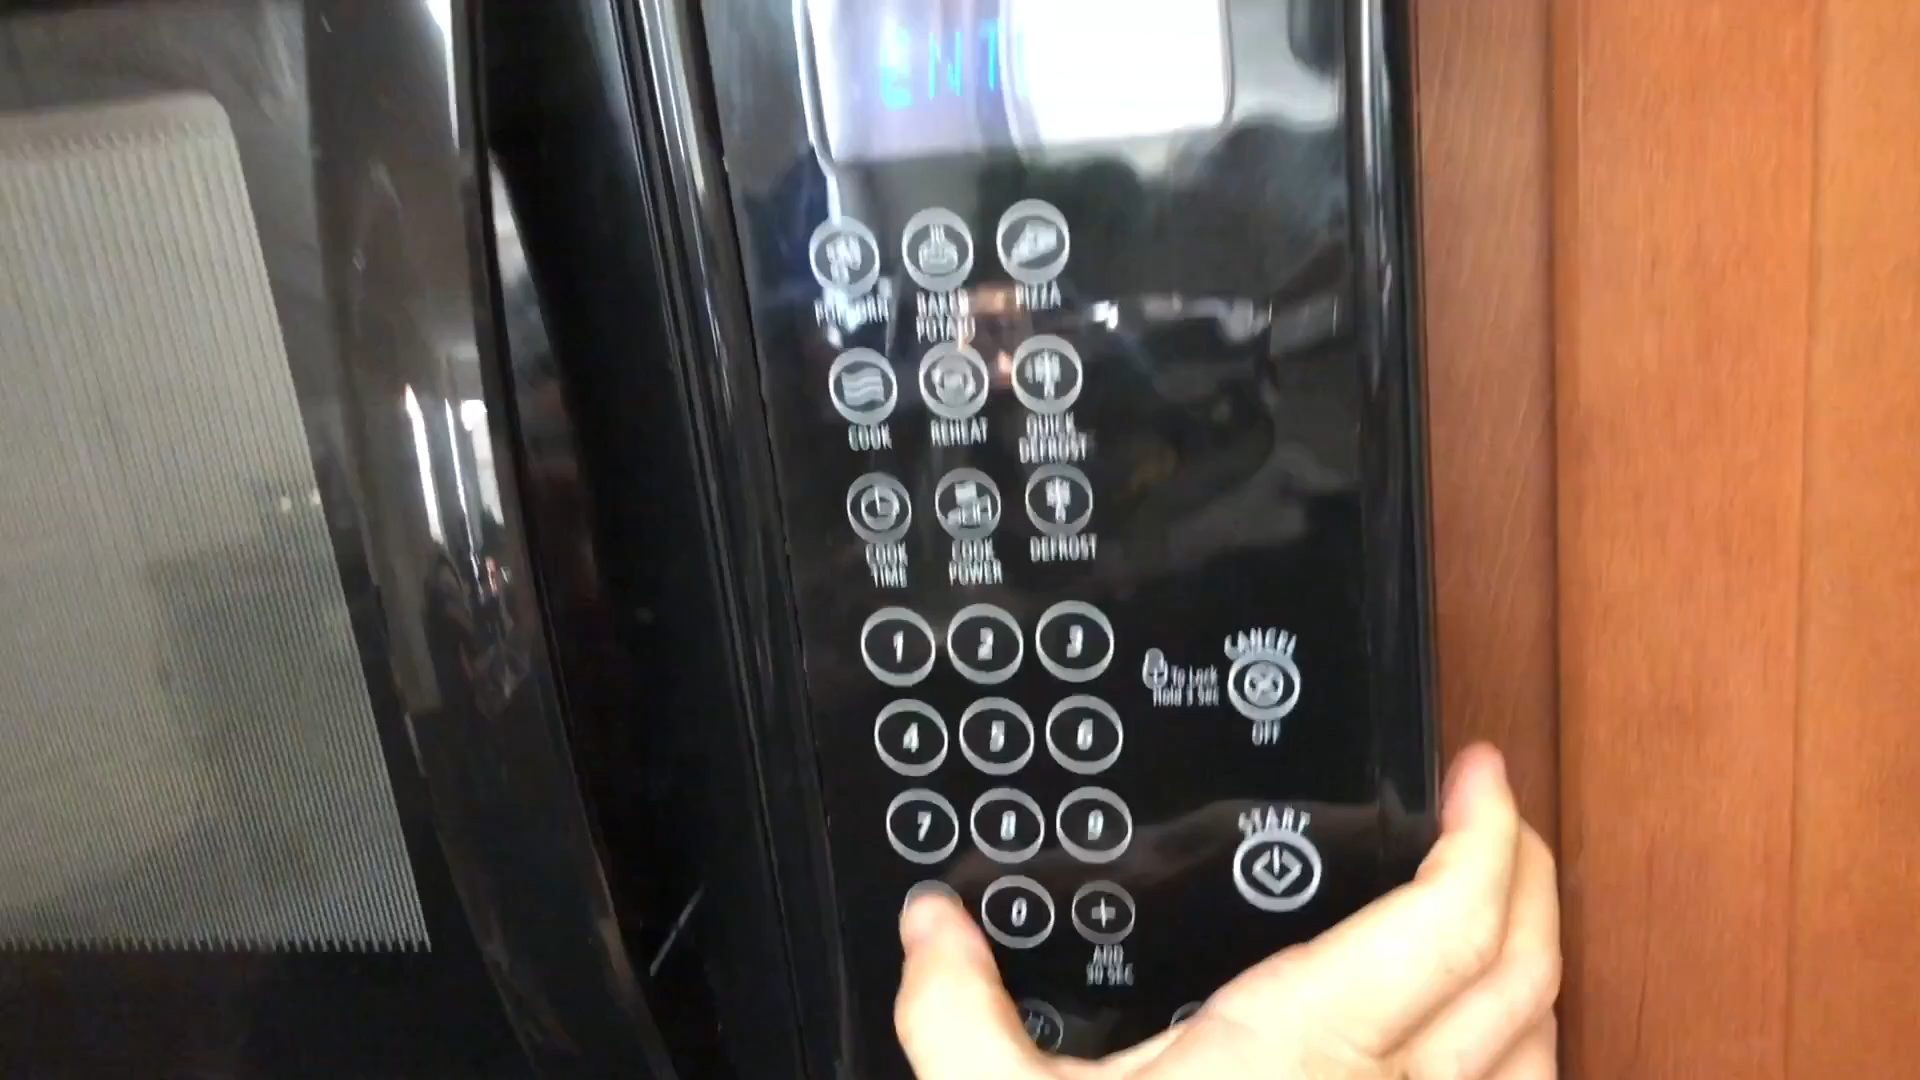 ENT
POPCORN
BAKED
POTATO
PIZZA
COOK
REHEAT
QUICK
DEFROST
COOK
TIME
COOK
POWER
DEFROST
1 2 3
To Lock
Hold 3 Sec
CANCEL
OFF
4 5 6
7 8 9
START
0 +
ADD
30 SEC